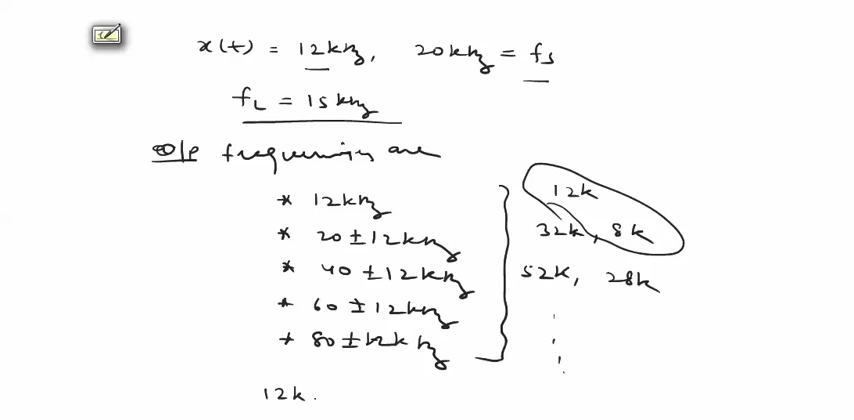 x(t) = 12kHz, 20kHz = fs
fL = 15kHz
O/P frequencies are
* 12kHz
* 20 ± 12kHz
* 40 ± 12kHz
* 60 ± 12kHz
* 80 ± 12kHz
12k
32k, 8k
52k, 28k
12k.